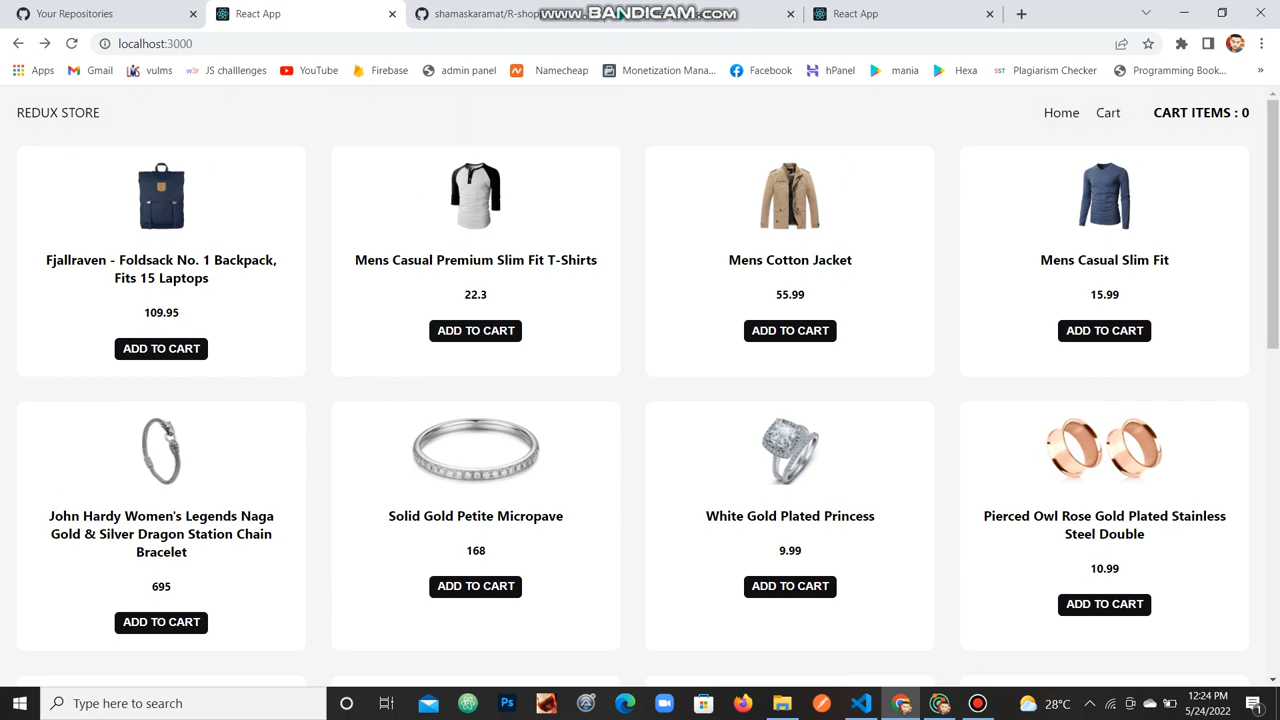 Your Repositories
React App
shamaskaramat/R-shop
www.BANDICAM.com
React App
localhost:3000
Apps
Gmail
vulms
JS challlenges
YouTube
Firebase
admin panel
Namecheap
Monetization Mana...
Facebook
hPanel
mania
Hexa
SST Plagiarism Checker
Programming Book...
REDUX STORE
Home
Cart
CART ITEMS : 0
Fjallraven - Foldsack No. 1 Backpack,
Fits 15 Laptops
109.95
ADD TO CART
Mens Casual Premium Slim Fit T-Shirts
22.3
ADD TO CART
Mens Cotton Jacket
55.99
ADD TO CART
Mens Casual Slim Fit
15.99
ADD TO CART
John Hardy Women's Legends Naga
Gold & Silver Dragon Station Chain
Bracelet
695
ADD TO CART
Solid Gold Petite Micropave
168
ADD TO CART
White Gold Plated Princess
9.99
ADD TO CART
Pierced Owl Rose Gold Plated Stainless
Steel Double
10.99
ADD TO CART
Type here to search
Ps
28°C
12:24 PM
5/24/2022
1